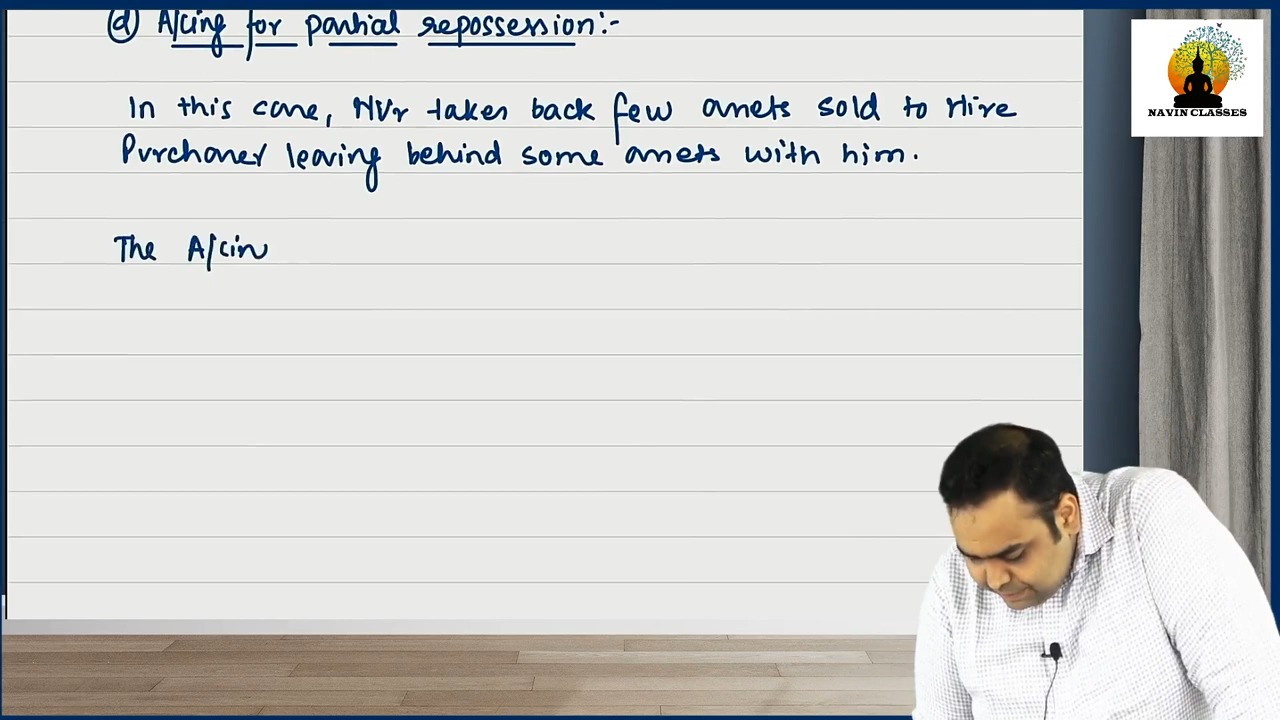 (d) A/cing for partial repossession:-
In this case, HVr takes back few assets sold to Hire
Purchaser leaving behind some assets with him.
The A/cin
NAVIN CLASSES